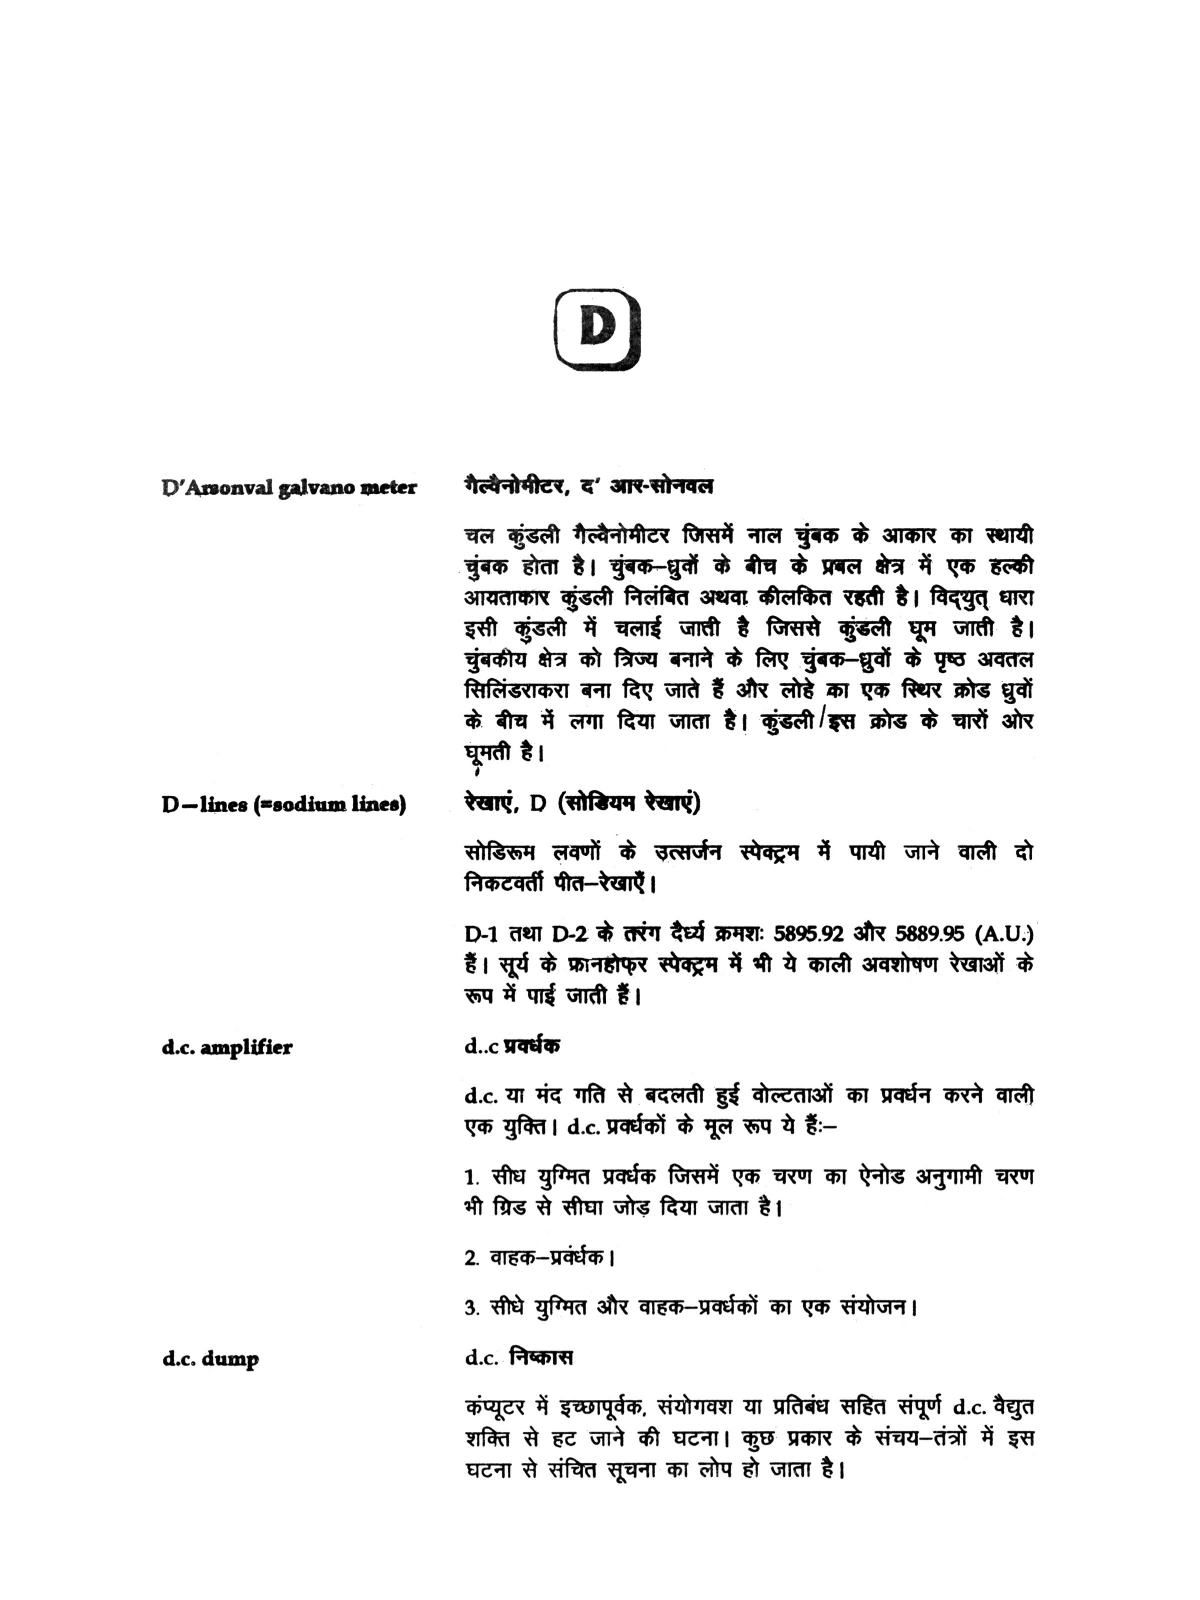 D
D'Arsonval galvano meter गैल्वैनोमीटर, द' आर-सोनवल
चल कुंडली गैल्वैनोमीटर जिसमें नाल चुंबक के आकार का स्थायी
चुंबक होता है। चुंबक–ध्रुवों के बीच के प्रबल क्षेत्र में एक हल्की
आयताकार कुंडली निलंबित अथवा कीलकित रहती है। विद्युत् धारा
इसी कुंडली में चलाई जाती है जिससे कुंडली घूम जाती है।
चुंबकीय क्षेत्र को त्रिज्य बनाने के लिए चुंबक–ध्रुवों के पृष्ठ अवतल
सिलिंडराकरा बना दिए जाते हैं और लोहे का एक स्थिर क्रोड ध्रुवों
के बीच में लगा दिया जाता है। कुंडली/इस क्रोड के चारों ओर
घूमती है।
D–lines (=sodium lines) रेखाएं, D (सोडियम रेखाएं)
सोडिरूम लवणों के उत्सर्जन स्पेक्ट्रम में पायी जाने वाली दो
निकटवर्ती पीत–रेखाएँ।
D-1 तथा D-2 के तरंग दैर्ध्य क्रमशः 5895.92 और 5889.95 (A.U.)
हैं। सूर्य के फ्रानहोफ़र स्पेक्ट्रम में भी ये काली अवशोषण रेखाओं के
रूप में पाई जाती हैं।
d.c. amplifier d..c प्रवर्धक
d.c. या मंद गति से बदलती हुई वोल्टताओं का प्रवर्धन करने वाली
एक युक्ति। d.c. प्रवर्धकों के मूल रूप ये हैंः–
1. सीध युग्मित प्रवर्धक जिसमें एक चरण का ऐनोड अनुगामी चरण
भी ग्रिड से सीघा जोड़ दिया जाता है।
2. वाहक–प्रवंर्धक।
3. सीधे युग्मित और वाहक–प्रवर्धकों का एक संयोजन।
d.c. dump d.c. निष्कास
कंप्यूटर में इच्छापूर्वक, संयोगवश या प्रतिबंध सहित संपूर्ण d.c. वैद्युत
शक्ति से हट जाने की घटना। कुछ प्रकार के संचय–तंत्रों में इस
घटना से संचित सूचना का लोप हो जाता है।